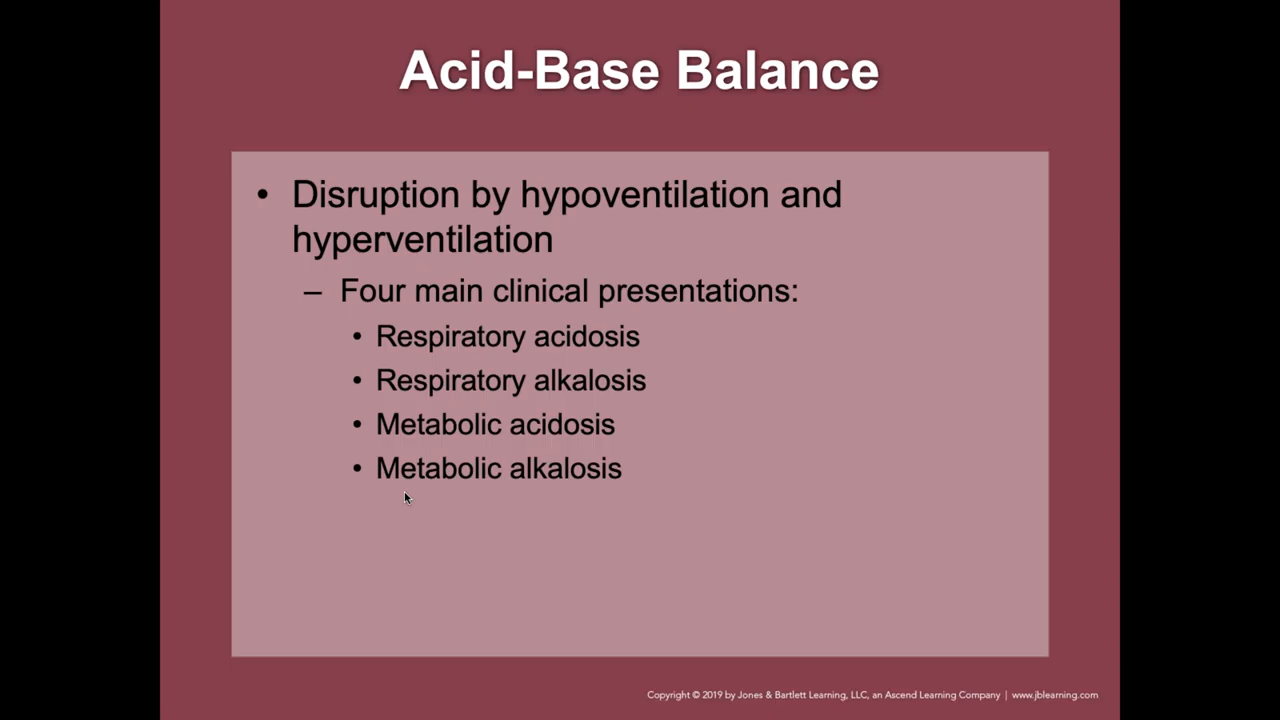 Acid-Base Balance
• Disruption by hypoventilation and
hyperventilation
– Four main clinical presentations:
• Respiratory acidosis
• Respiratory alkalosis
• Metabolic acidosis
• Metabolic alkalosis
Copyright © 2019 by Jones & Bartlett Learning, LLC, an Ascend Learning Company | www.jblearning.com